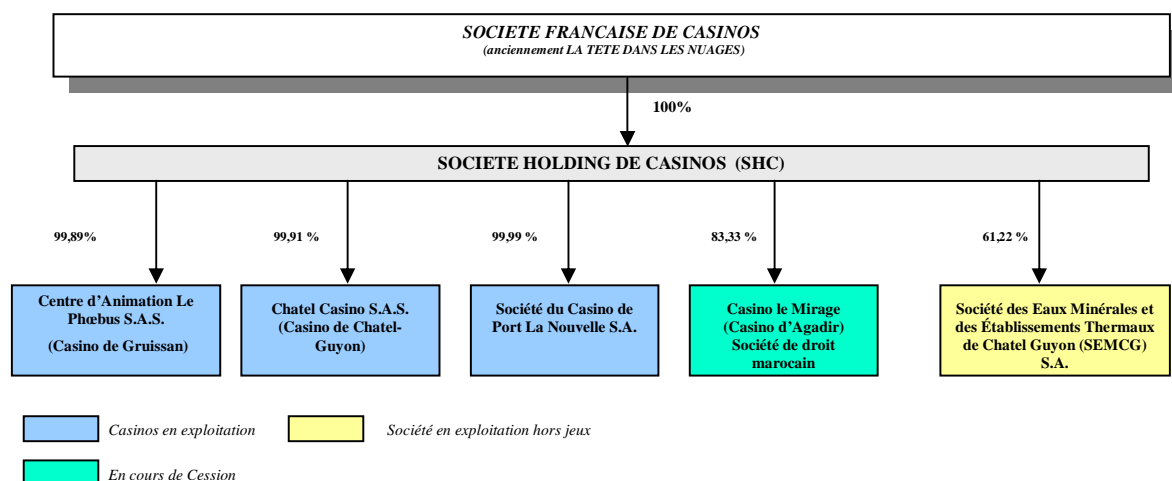 SOCIETE FRANCAISE DE CASINOS
(anciennement LA TETE DANS LES NUAGES)
100%
SOCIETE HOLDING DE CASINOS (SHC)
99,89%
99,91 %
99,99 %
83,33 %
61,22 %
Centre d'Animation Le
Phœbus S.A.S.
(Casino de Gruissan)
Chatel Casino S.A.S.
(Casino de Chatel-
Guyon)
Société du Casino de
Port La Nouvelle S.A.
Casino le Mirage
(Casino d'Agadir)
Société de droit
marocain
Société des Eaux Minérales et
des Établissements Thermaux
de Chatel Guyon (SEMCG)
S.A.
Casinos en exploitation
Société en exploitation hors jeux
En cours de Cession